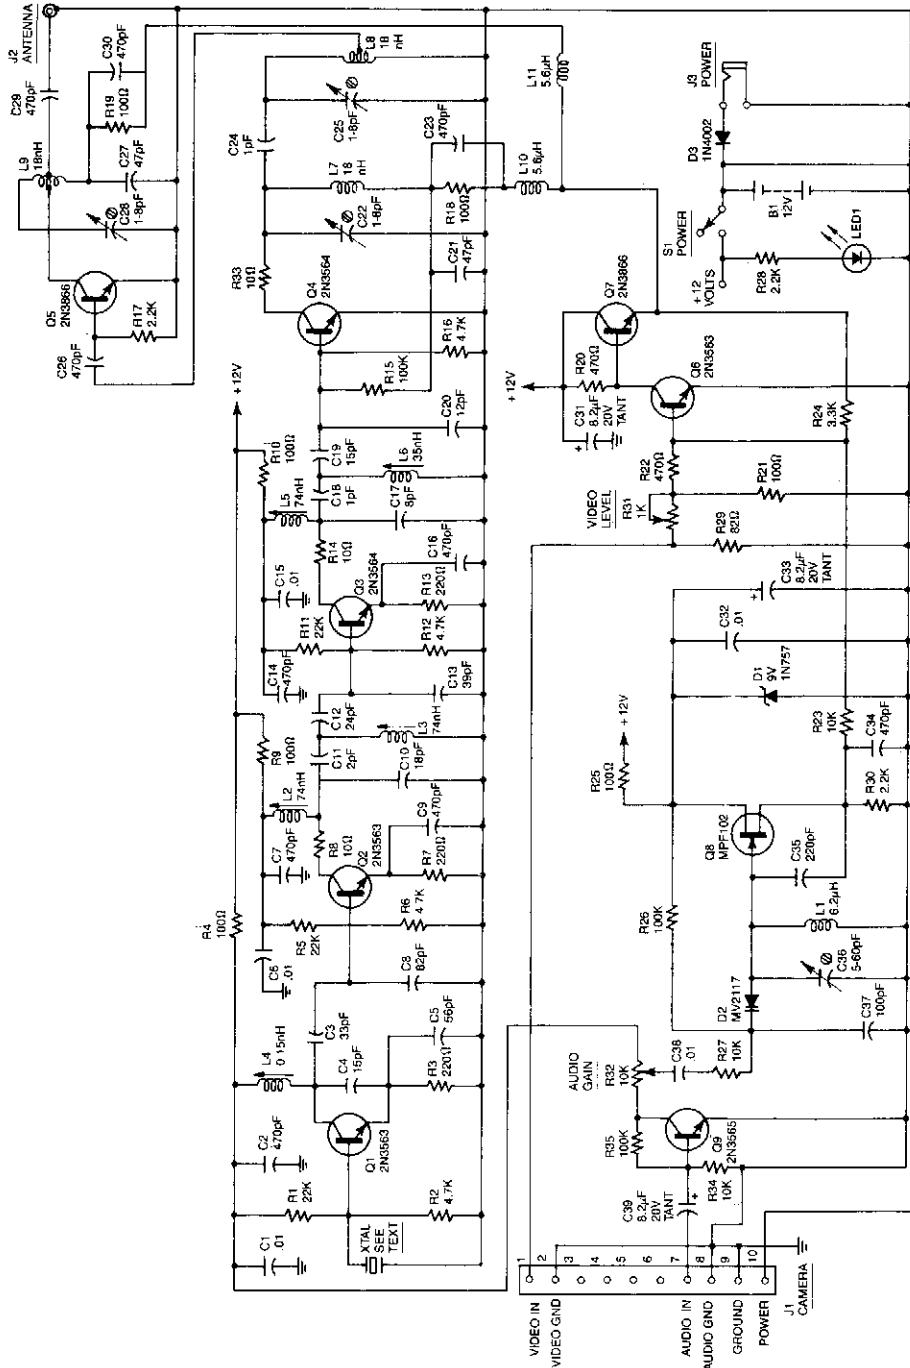 J2
ANTENNA
C29
470pF
C30
470pF
R19
100Ω
L9
18nH
C27
47pF
C28
1-8pF
Q5
2N3866
R17
2.2K
C26
470pF
L8
18
nH
C24
1pF
C25
1-8pF
L7
18
nH
C22
1-8pF
R33
10Ω
Q4
2N3564
C23
470pF
R18
100Ω
L10
5.6µH
L11
5.6µH
C21
47pF
R16
4.7K
R15
100K
C20
12pF
C19
15pF
L6
35nH
C18
1pF
C17
8pF
+12V
R10
100Ω
L5
74nH
R14
10Ω
C15
.01
Q3
2N3564
C16
470pF
R13
220Ω
R12
4.7K
R11
22K
C14
470pF
C13
39pF
C12
24pF
L3
74nH
C11
2pF
C10
18pF
R9
100Ω
L2
74nH
R8
10Ω
C7
470pF
Q2
2N3563
C9
470pF
R7
220Ω
R6
4.7K
R5
22K
C6
.01
R4
100Ω
C8
82pF
C3
33pF
C4
15pF
C5
56pF
R3
220Ω
L4
0.15nH
Q1
2N3563
C2
470pF
R1
22K
R2
4.7K
C1
.01
XTAL
SEE
TEXT
J3
POWER
D3
1N4002
S1
POWER
B1
12V
+12
VOLTS
R28
2.2K
LED1
+12V
Q7
2N3866
R20
470Ω
C31
8.2µF
20V
TANT
+
Q6
2N3563
R24
3.3K
R22
470Ω
R21
100Ω
VIDEO
LEVEL
R31
1K
R29
82Ω
C33
8.2µF
20V
TANT
+
C32
.01
D1
9V
1N757
+12V
R25
100Ω
R23
10K
C34
470pF
R30
2.2K
Q8
MPF102
C35
220pF
R26
100K
L1
6.2µH
C36
5-60pF
D2
MV2117
C37
100pF
C38
.01
R27
10K
AUDIO
GAIN
R32
10K
R35
100K
Q9
2N3565
R34
10K
C39
8.2µF
20V
TANT
+
VIDEO IN
VIDEO GND
AUDIO IN
AUDIO GND
GROUND
POWER
1
2
3
4
5
6
7
8
9
10
J1
CAMERA